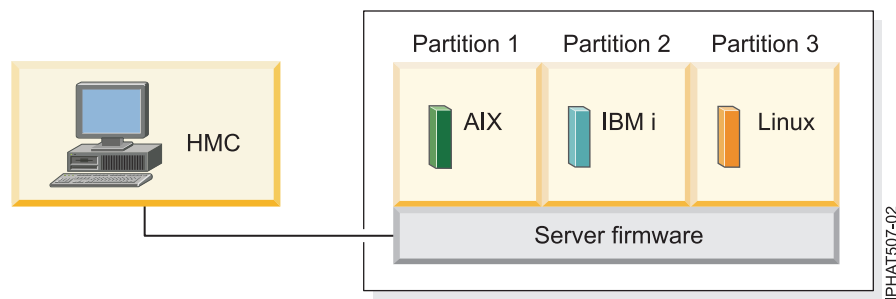 Partition 1 Partition 2 Partition 3
HMC
AIX IBM i Linux
Server firmware
IPHAT507-02